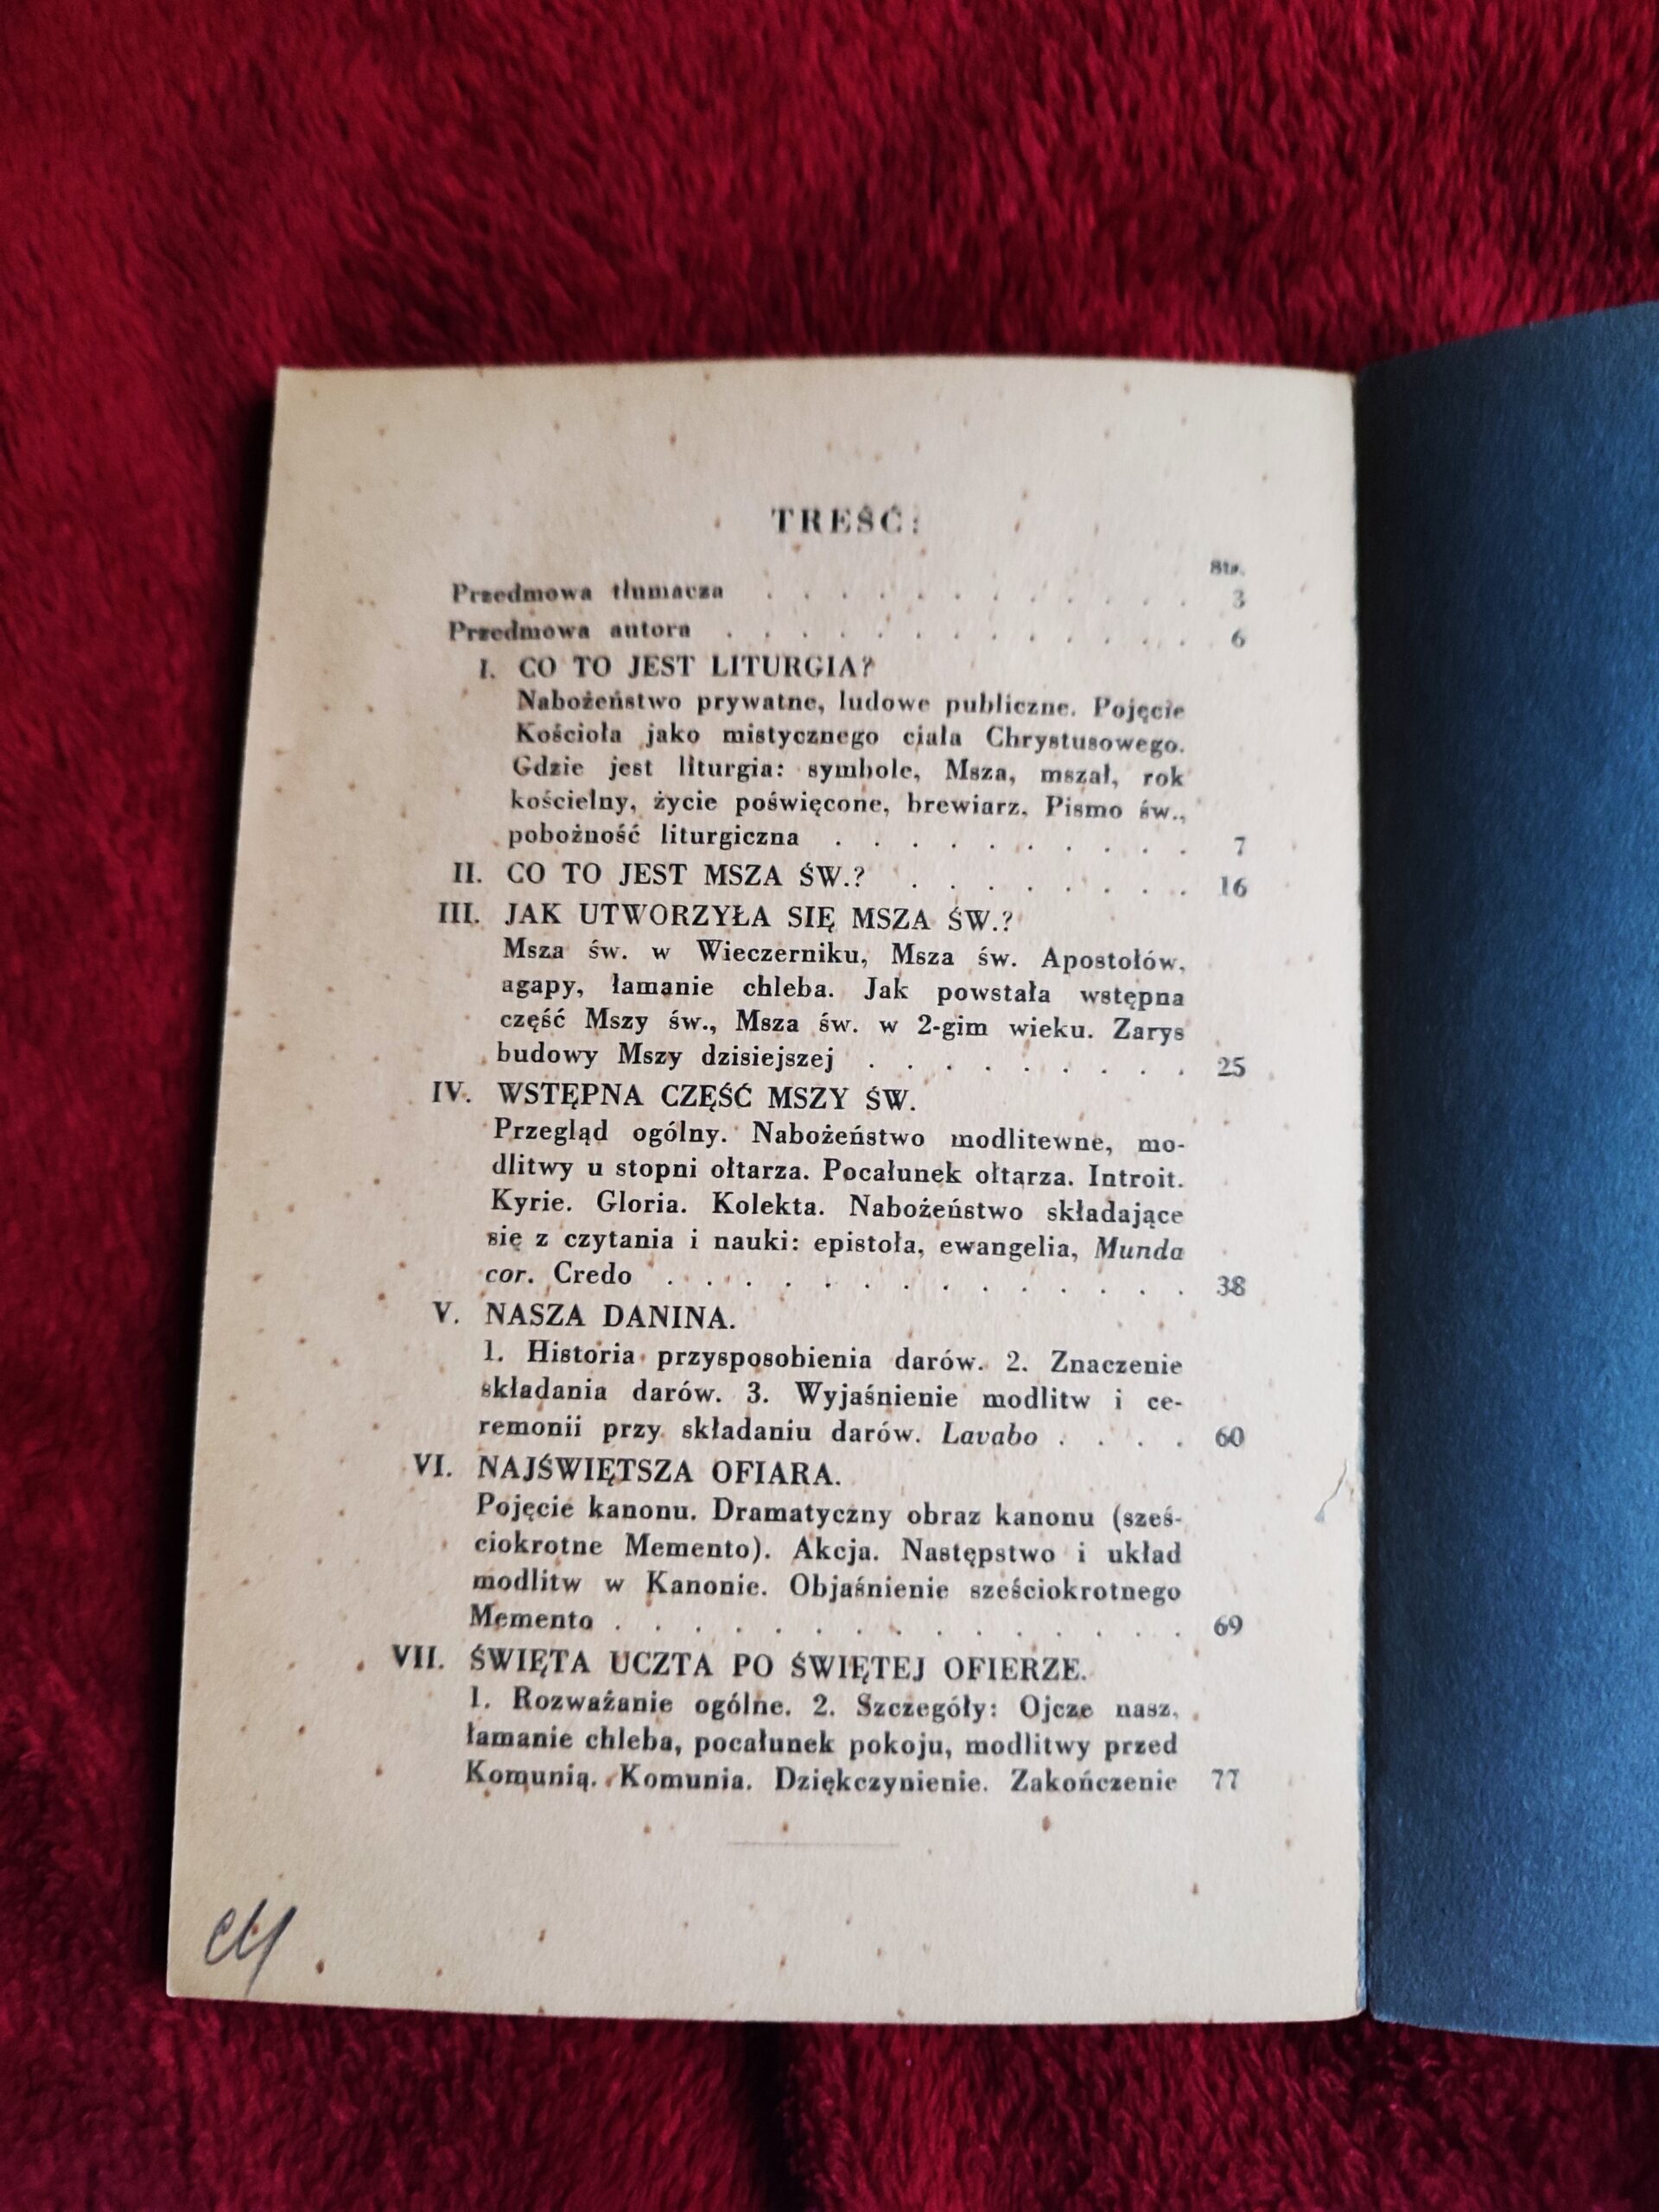 TREŚĆ:
Str.
Przedmowa tłumacza . . . . . . . . . . . . 3
Przedmowa autora . . . . . . . . . . . . . 6
I. CO TO JEST LITURGIA?
Nabożeństwo prywatne, ludowe publiczne. Pojęcie
Kościoła jako mistycznego ciała Chrystusowego.
Gdzie jest liturgia: symbole, Msza, mszał, rok
kościelny, życie poświęcone, brewiarz, Pismo św.,
pobożność liturgiczna . . . . . . . . . . 7
II. CO TO JEST MSZA ŚW.? . . . . . . . . 16
III. JAK UTWORZYŁA SIĘ MSZA ŚW.?
Msza św. w Wieczerniku, Msza św. Apostołów,
agapy, łamanie chleba. Jak powstała wstępna
część Mszy św., Msza św. w 2-gim wieku. Zarys
budowy Mszy dzisiejszej . . . . . . . . . 25
IV. WSTĘPNA CZĘŚĆ MSZY ŚW.
Przegląd ogólny. Nabożeństwo modlitewne, mo-
dlitwy u stopni ołtarza. Pocałunek ołtarza. Introit.
Kyrie. Gloria. Kolekta. Nabożeństwo składające
się z czytania i nauki: epistoła, ewangelia, Munda
cor. Credo . . . . . . . . . . . . . . 38
V. NASZA DANINA.
1. Historia przysposobienia darów. 2. Znaczenie
składania darów. 3. Wyjaśnienie modlitw i ce-
remonii przy składaniu darów. Lavabo . . . . 60
VI. NAJŚWIĘTSZA OFIARA.
Pojęcie kanonu. Dramatyczny obraz kanonu (sześ-
ciokrotne Memento). Akcja. Następstwo i układ
modlitw w Kanonie. Objaśnienie sześciokrotnego
Memento . . . . . . . . . . . . . . . 69
VII. ŚWIĘTA UCZTA PO ŚWIĘTEJ OFIERZE.
1. Rozważanie ogólne. 2. Szczegóły: Ojcze nasz,
łamanie chleba, pocałunek pokoju, modlitwy przed
Komunią. Komunia. Dziękczynienie. Zakończenie 77